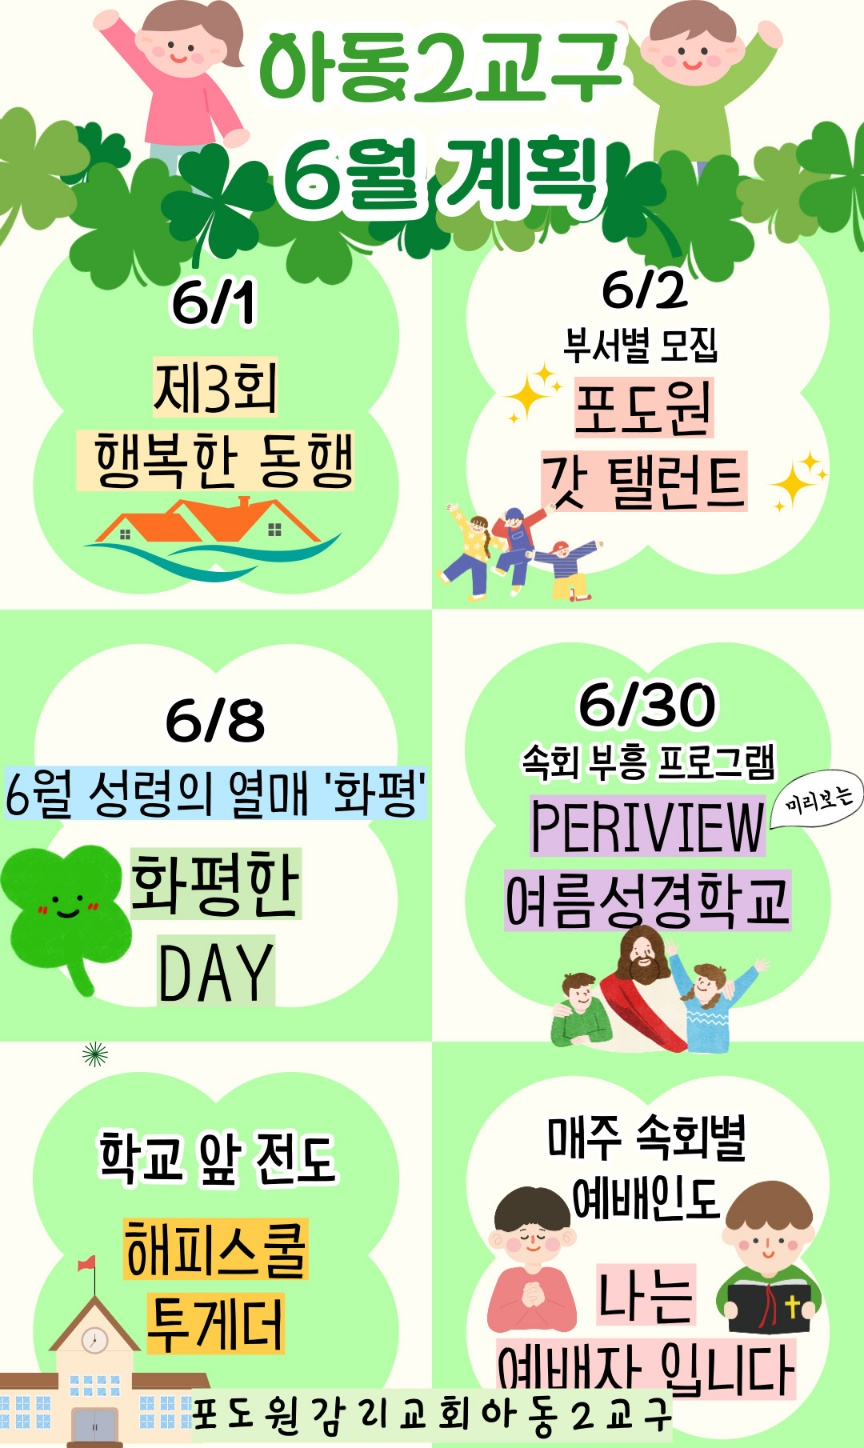 아동2교구
6월 계획
6/1
제3회
행복한 동행
6/2
부서별 모집
포도원
갓 탤런트
6/8
6월 성령의 열매 '화평'
화평한
DAY
6/30
속회 부흥 프로그램
미리보는
PERIVIEW
여름성경학교
학교 앞 전도
해피스쿨
투게더
매주 속회별
예배인도
나는
예배자 입니다
포도원감리교회아동2교구